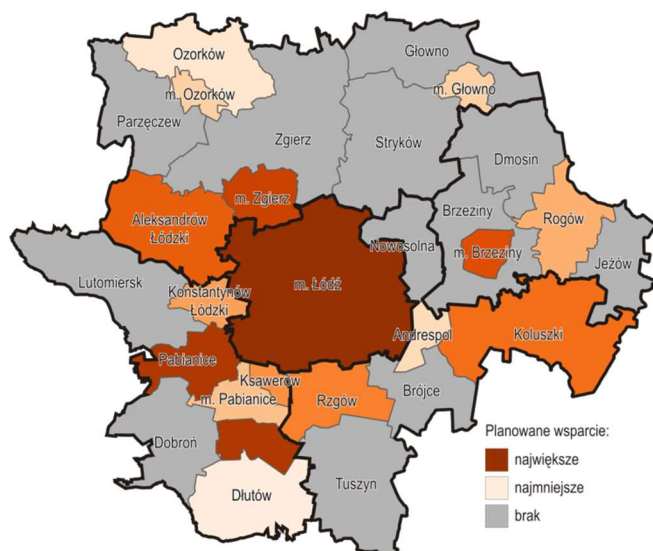 Ozorków
Głowno
m. Ozorków
m. Głowno
Parzęczew
Zgierz
Stryków
Dmosin
m. Zgierz
Aleksandrów
Łódzki
Brzeziny
Rogów
Nowosolna
m. Brzeziny
Jeżów
Lutomiersk
m. Łódź
Konstantynów
Łódzki
Andrespol
Koluszki
Pabianice
Ksawerów
m. Pabianice
Rzgów
Brójce
Dobroń
Dłutów
Tuszyn
Planowane wsparcie:
największe
najmniejsze
brak